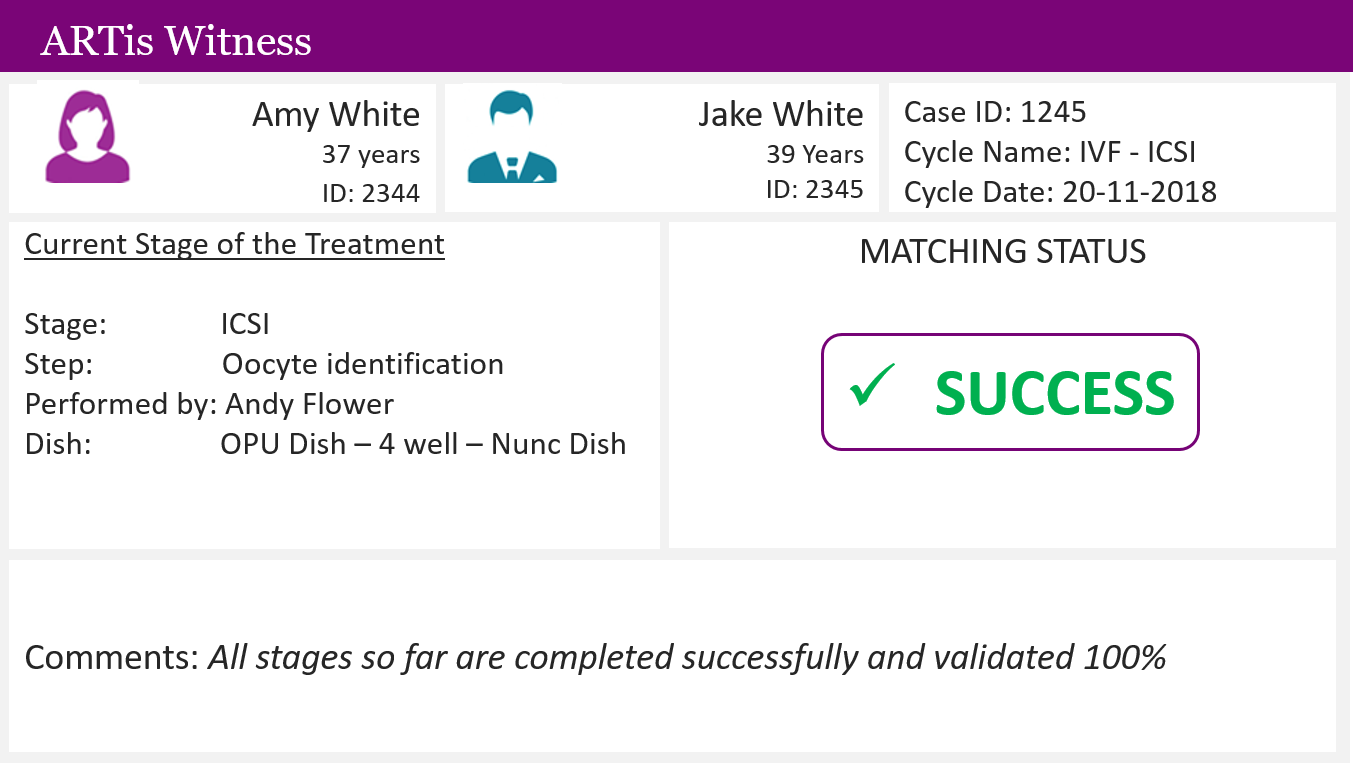 ARTis Witness
Amy White
37 years
ID: 2344
Jake White
39 Years
ID: 2345
Case ID: 1245
Cycle Name: IVF - ICSI
Cycle Date: 20-11-2018
Current Stage of the Treatment
Stage: ICSI
Step: Oocyte identification
Performed by: Andy Flower
Dish: OPU Dish – 4 well – Nunc Dish
MATCHING STATUS
✓ SUCCESS
Comments: All stages so far are completed successfully and validated 100%